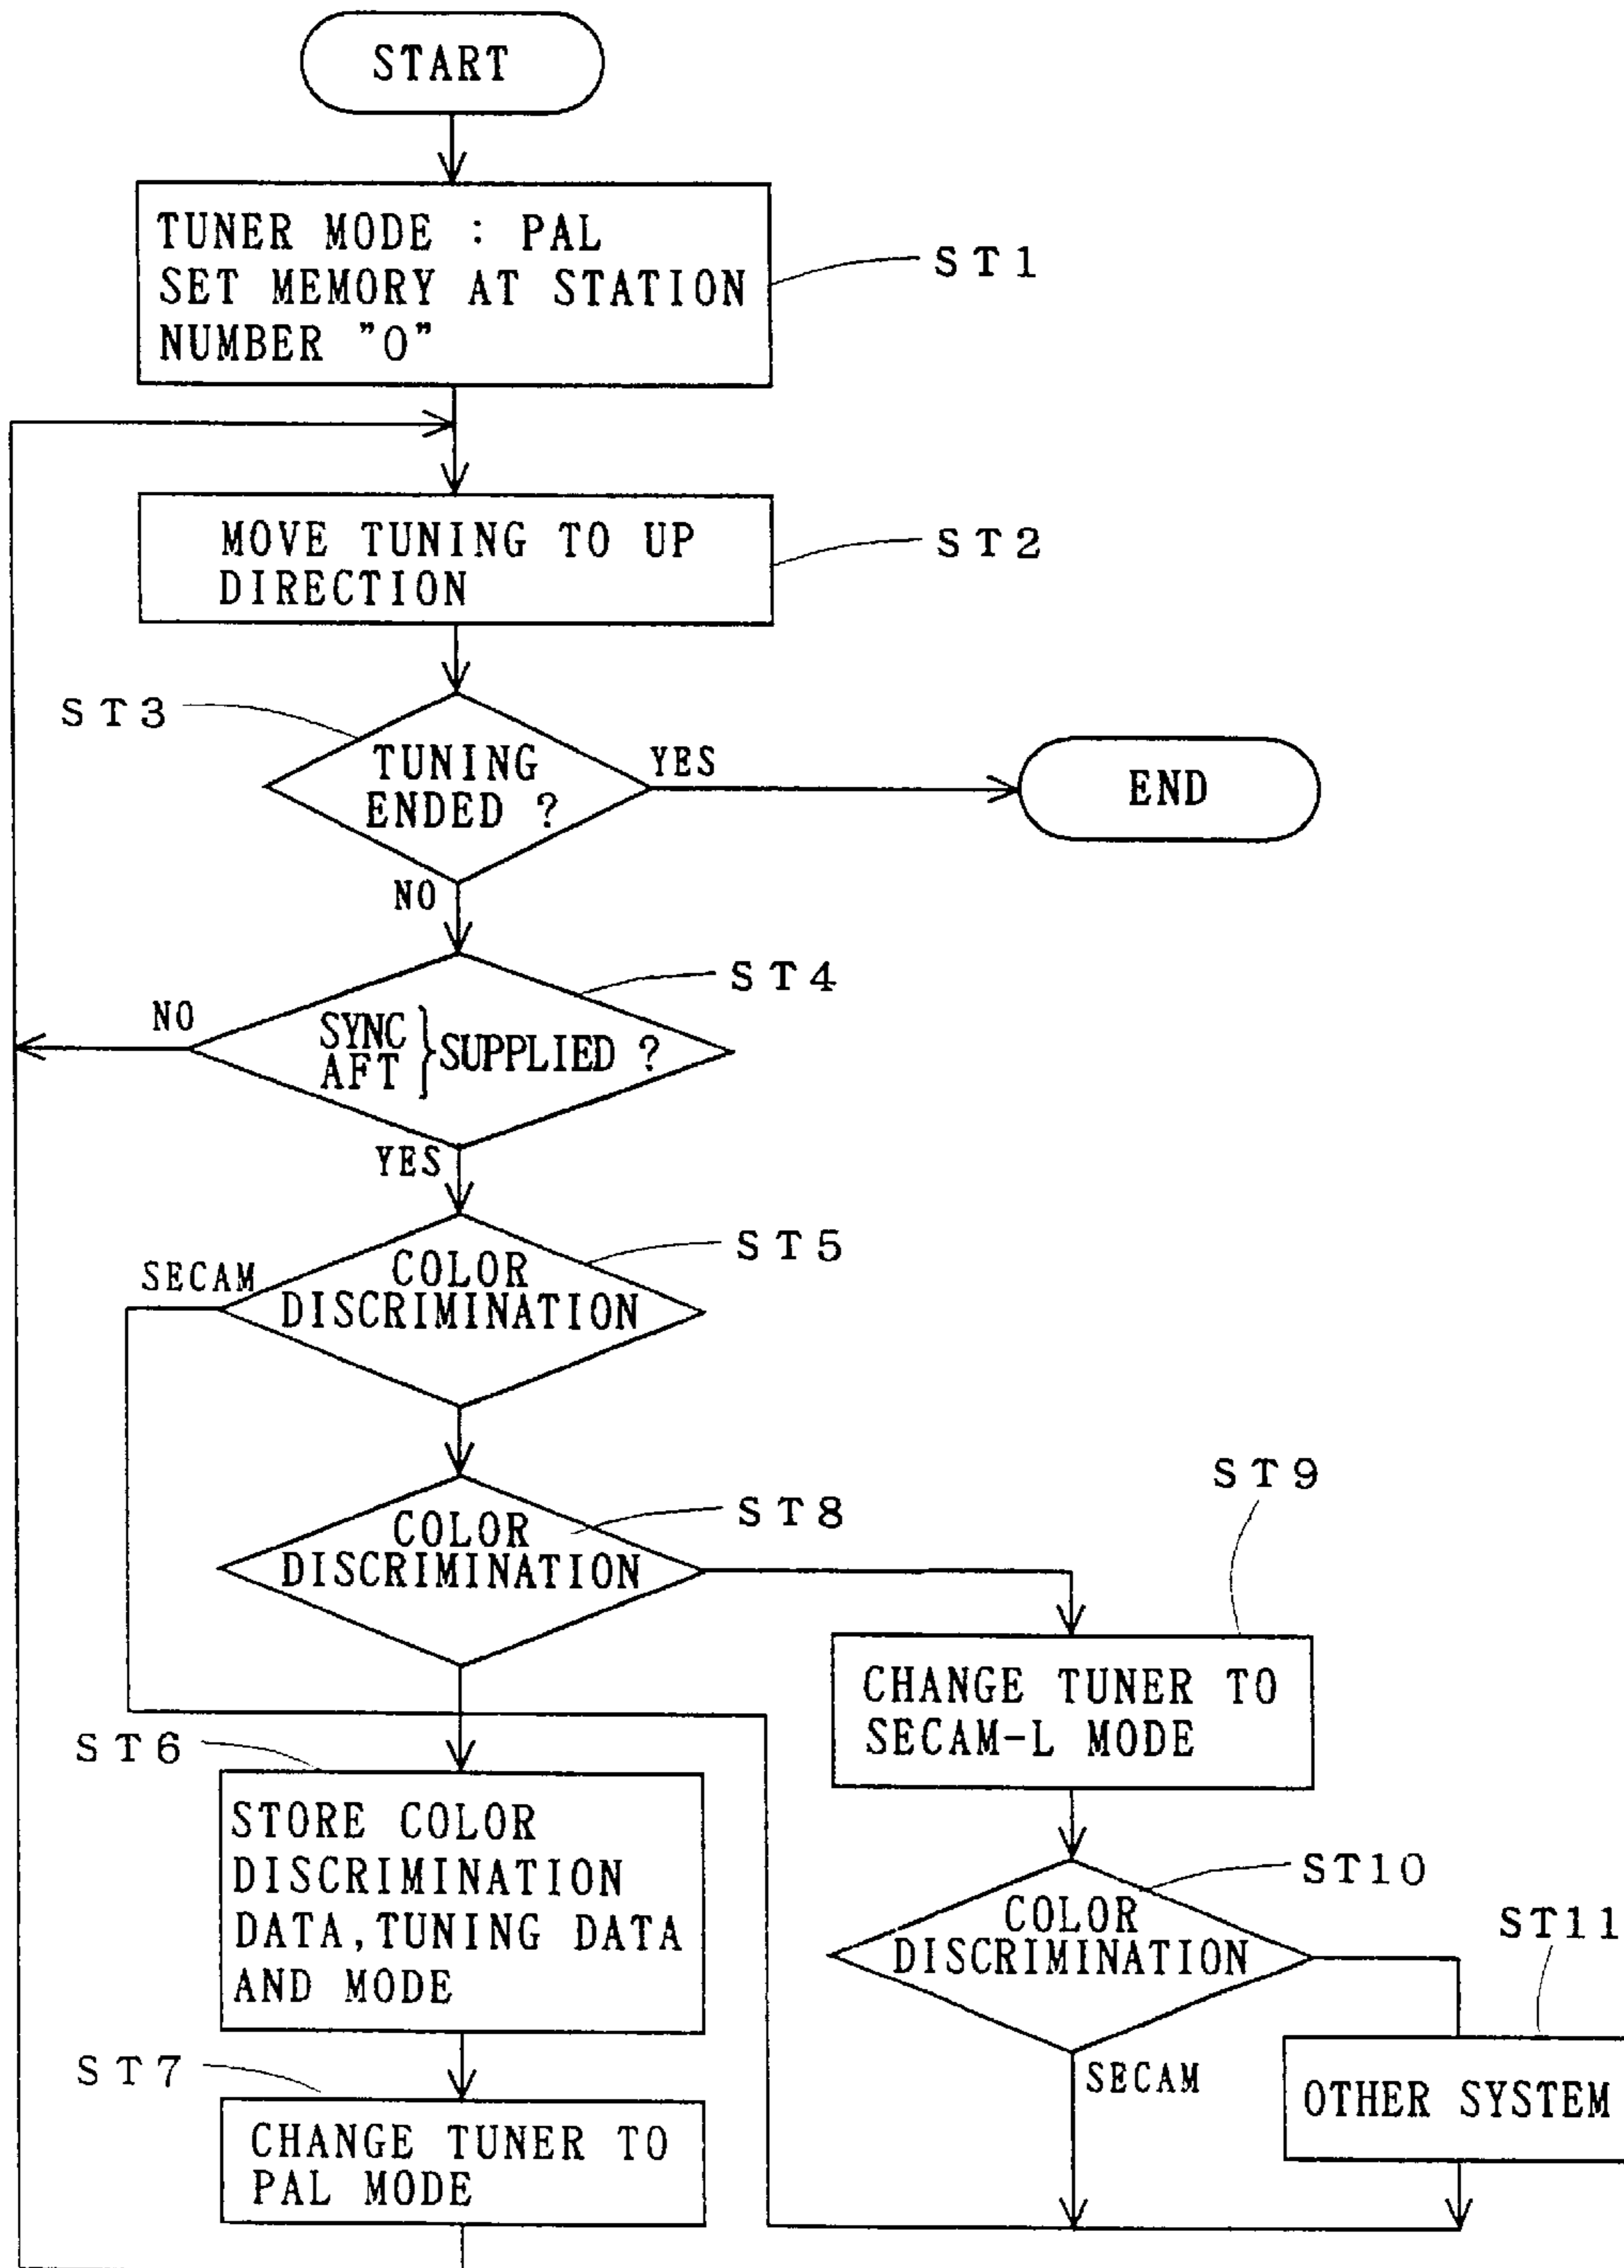 START
TUNER MODE : PAL
SET MEMORY AT STATION
NUMBER "0"
ST1
MOVE TUNING TO UP
DIRECTION
ST2
ST3
TUNING
ENDED ?
YES
END
NO
ST4
NO
SYNC
AFT
} SUPPLIED ?
YES
ST5
SECAM
COLOR
DISCRIMINATION
ST8
COLOR
DISCRIMINATION
ST9
CHANGE TUNER TO
SECAM-L MODE
ST6
STORE COLOR
DISCRIMINATION
DATA, TUNING DATA
AND MODE
ST10
COLOR
DISCRIMINATION
SECAM
ST11
OTHER SYSTEM
ST7
CHANGE TUNER TO
PAL MODE